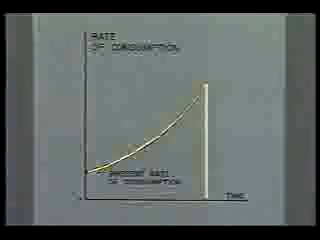 RATE
OF CONSUMPTION
PRESENT RATE
OF CONSUMPTION
TIME